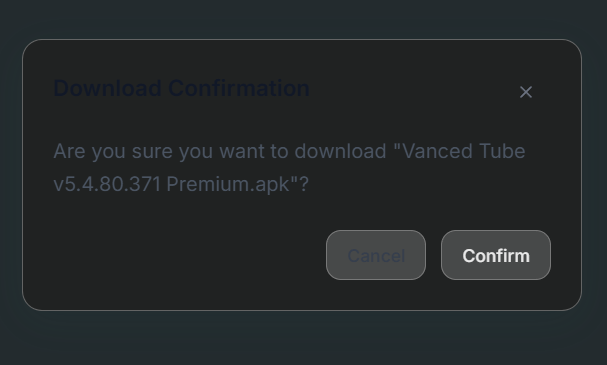 Download Confirmation
Are you sure you want to download "Vanced Tube
v5.4.80.371 Premium.apk"?
Cancel
Confirm